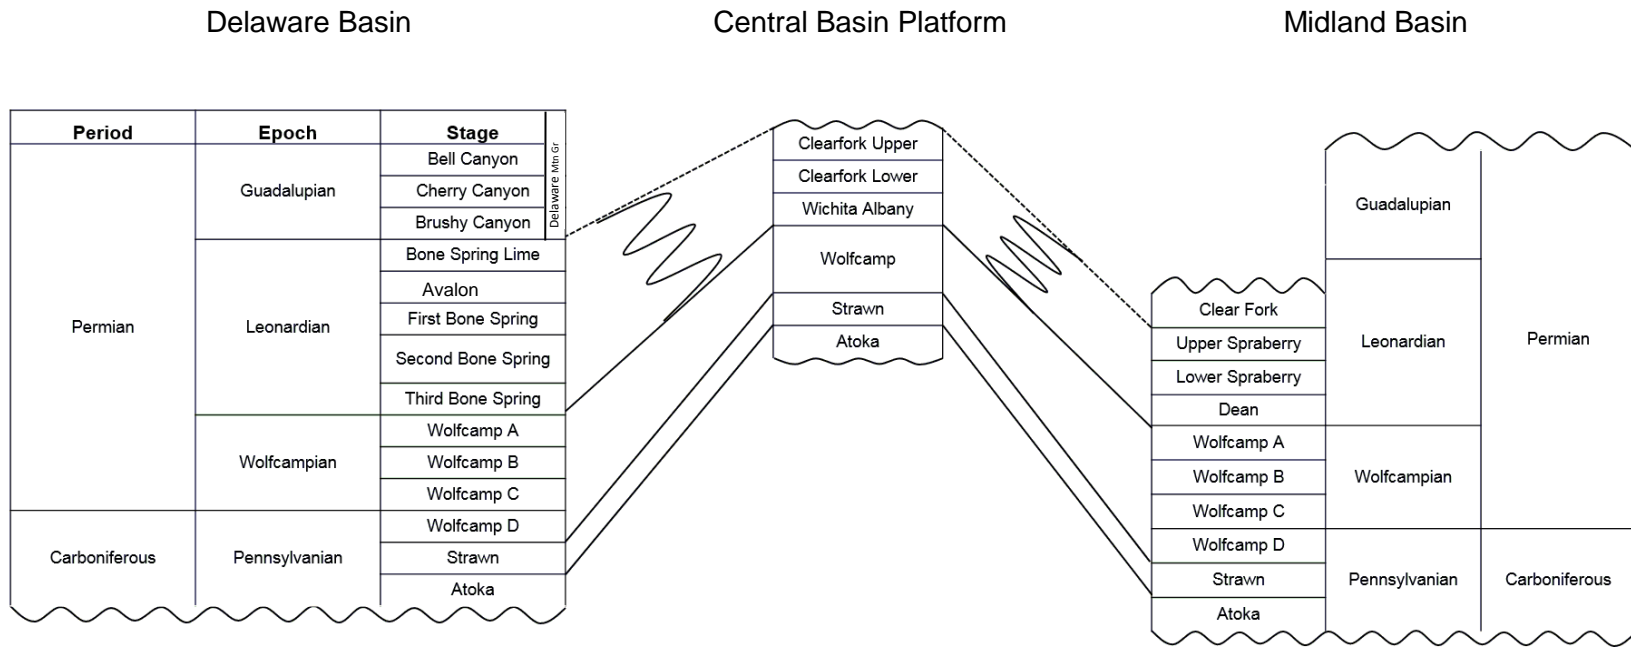 Delaware Basin
Central Basin Platform
Midland Basin
Period
Epoch
Stage
Delaware Mtn Gr
Permian
Guadalupian
Bell Canyon
Cherry Canyon
Brushy Canyon
Leonardian
Bone Spring Lime
Avalon
First Bone Spring
Second Bone Spring
Third Bone Spring
Wolfcampian
Wolfcamp A
Wolfcamp B
Wolfcamp C
Carboniferous
Pennsylvanian
Wolfcamp D
Strawn
Atoka
Clearfork Upper
Clearfork Lower
Wichita Albany
Wolfcamp
Strawn
Atoka
Clear Fork
Upper Spraberry
Lower Spraberry
Dean
Wolfcamp A
Wolfcamp B
Wolfcamp C
Wolfcamp D
Strawn
Atoka
Guadalupian
Leonardian
Wolfcampian
Pennsylvanian
Permian
Carboniferous